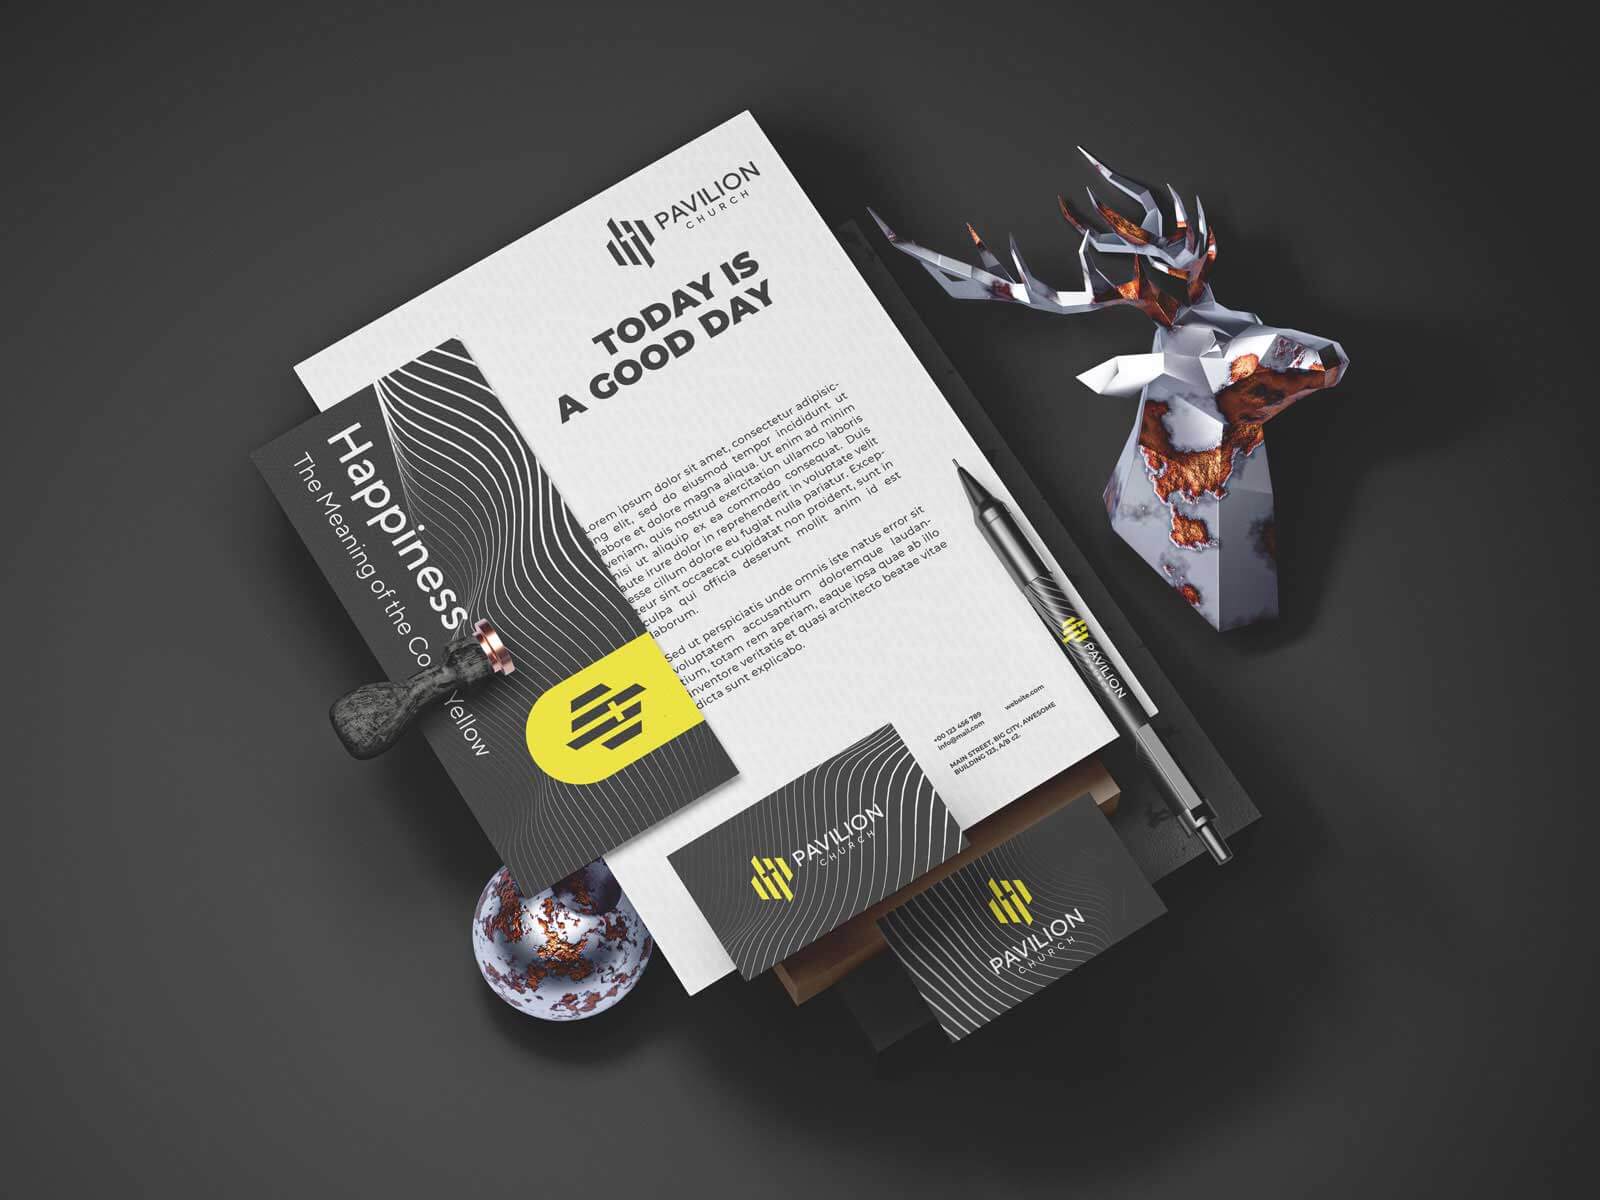 PAVILION
CHURCH
TODAY IS
A GOOD DAY
Lorem ipsum dolor sit amet, consectetur adipisic-
ng elit, sed do eiusmod tempor incididunt ut
labore et dolore magna aliqua. Ut enim ad minim
veniam, quis nostrud exercitation ullamco laboris
nisi ut aliquip ex ea commodo consequat. Duis
aute irure dolor in reprehenderit in voluptate velit
esse cillum dolore eu fugiat nulla pariatur. Excep-
teur sint occaecat cupidatat non proident, sunt in
culpa qui officia deserunt mollit anim id est
laborum.
Sed ut perspiciatis unde omnis iste natus error sit
voluptatem accusantium doloremque laudan-
tium, totam rem aperiam, eaque ipsa quae ab illo
inventore veritatis et quasi architecto beatae vitae
dicta sunt explicabo.
+00 123 456 789
info@mail.com
website.com
MAIN STREET, BIG CITY, AWESOME
BUILDING 123, A/B c2.
Happiness
The Meaning of the Co Yellow
PAVILION
PAVILION
CHURCH
PAVILION
CHURCH